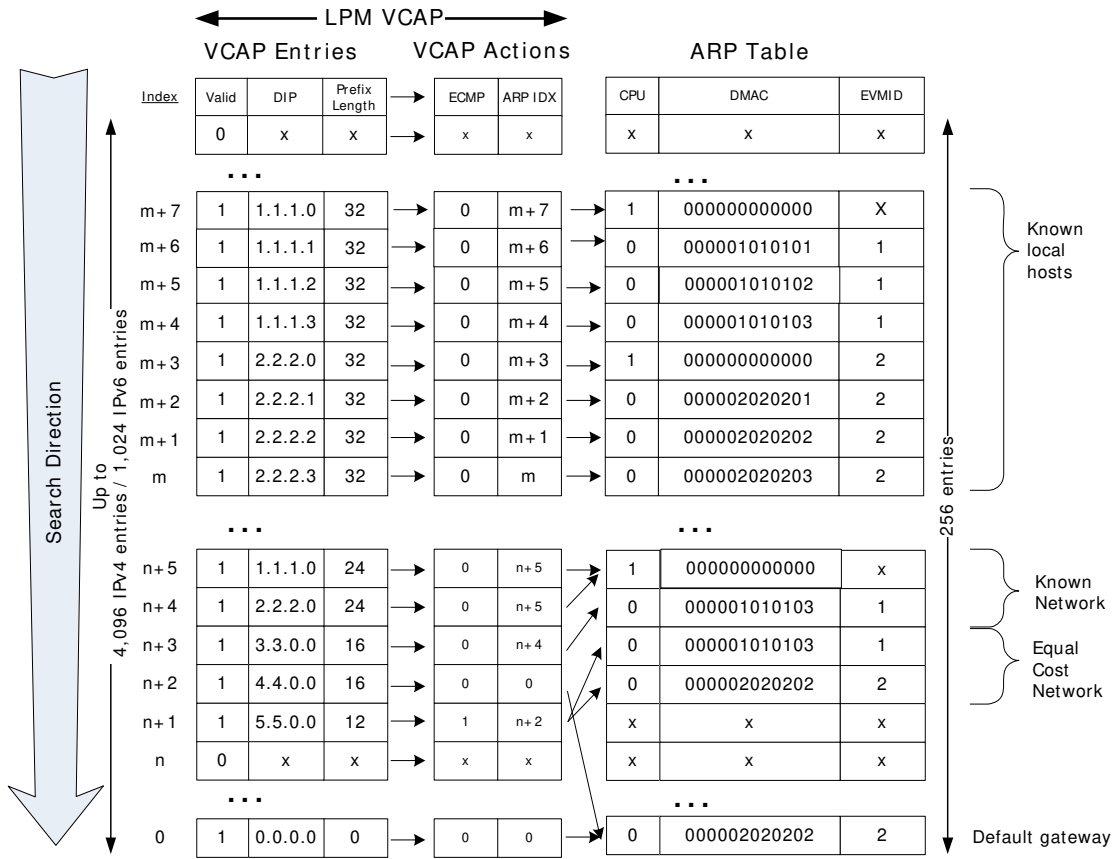 LPM VCAP
VCAP Entries VCAP Actions ARP Table
Index Valid DIP Prefix Length ECMP ARP IDX CPU DMAC EVMID
0 x x x x x x x
... ...
m+7 1 1.1.1.0 32 0 m+7 1 000000000000 X
m+6 1 1.1.1.1 32 0 m+6 0 000001010101 1
m+5 1 1.1.1.2 32 0 m+5 0 000001010102 1
m+4 1 1.1.1.3 32 0 m+4 0 000001010103 1
m+3 1 2.2.2.0 32 0 m+3 1 000000000000 2
m+2 1 2.2.2.1 32 0 m+2 0 000002020201 2
m+1 1 2.2.2.2 32 0 m+1 0 000002020202 2
m 1 2.2.2.3 32 0 m 0 000002020203 2
... ...
n+5 1 1.1.1.0 24 0 n+5 1 000000000000 x
n+4 1 2.2.2.0 24 0 n+5 0 000001010103 1
n+3 1 3.3.0.0 16 0 n+4 0 000001010103 1
n+2 1 4.4.0.0 16 0 0 0 000002020202 2
n+1 1 5.5.0.0 12 1 n+2 x x x
n 0 x x x x x x x
... ...
0 1 0.0.0.0 0 0 0 0 000002020202 2
Search Direction
Up to
4,096 IPv4 entries / 1,024 IPv6 entries
256 entries
Known
local
hosts
Known
Network
Equal
Cost
Network
Default gateway